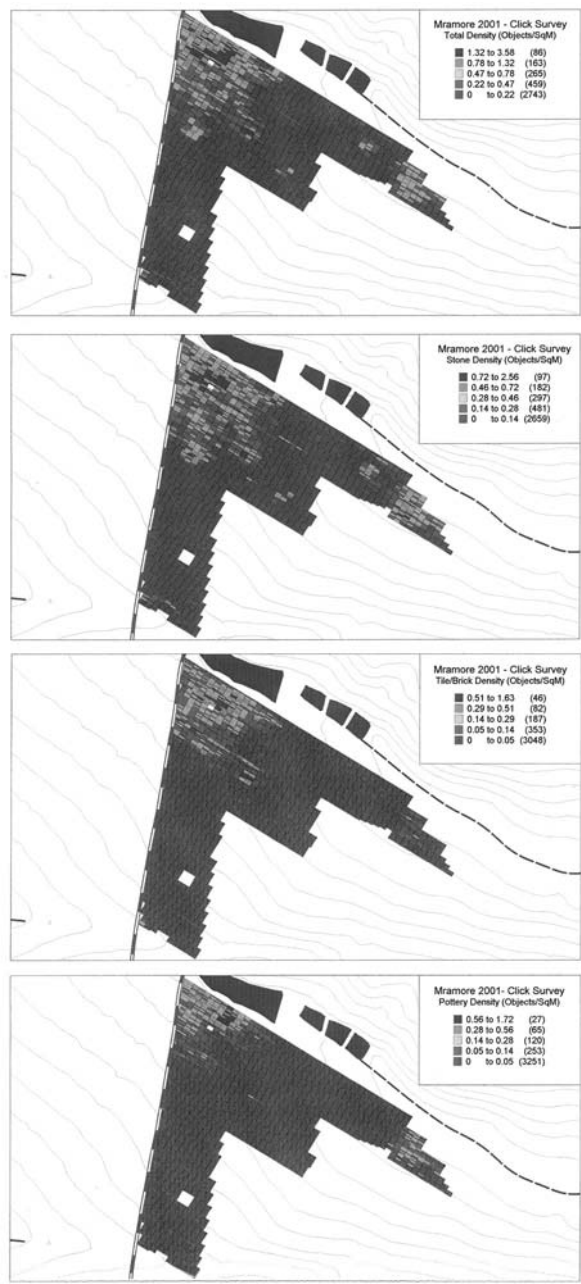 Mramore 2001 - Click Survey
Total Density (Objects/SqM)
1.32 to 3.58 (86)
0.78 to 1.32 (163)
0.47 to 0.78 (265)
0.22 to 0.47 (459)
0 to 0.22 (2743)
Mramore 2001 - Click Survey
Stone Density (Objects/SqM)
0.72 to 2.56 (97)
0.46 to 0.72 (182)
0.28 to 0.46 (297)
0.14 to 0.28 (481)
0 to 0.14 (2659)
Mramore 2001 - Click Survey
Tile/Brick Density (Objects/SqM)
0.51 to 1.63 (46)
0.29 to 0.51 (82)
0.14 to 0.29 (187)
0.05 to 0.14 (353)
0 to 0.05 (3048)
Mramore 2001- Click Survey
Pottery Density (Objects/SqM)
0.56 to 1.72 (27)
0.28 to 0.56 (65)
0.14 to 0.28 (120)
0.05 to 0.14 (253)
0 to 0.05 (3251)